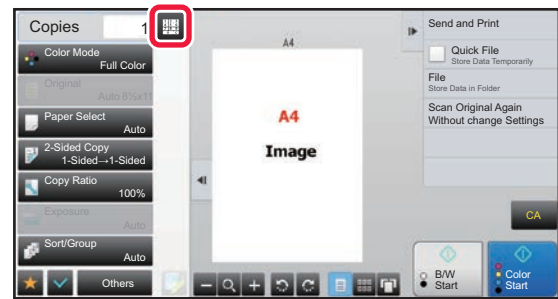 Copies 1
Color Mode
Full Color
Original
Auto 8½x11
Paper Select
Auto
2-Sided Copy
1-Sided→1-Sided
Copy Ratio
100%
Exposure
Auto
Sort/Group
Auto
Others
A4
A4
Image
Send and Print
Quick File
Store Data Temporarily
File
Store Data in Folder
Scan Original Again
Without change Settings
CA
B/W
Start
Color
Start